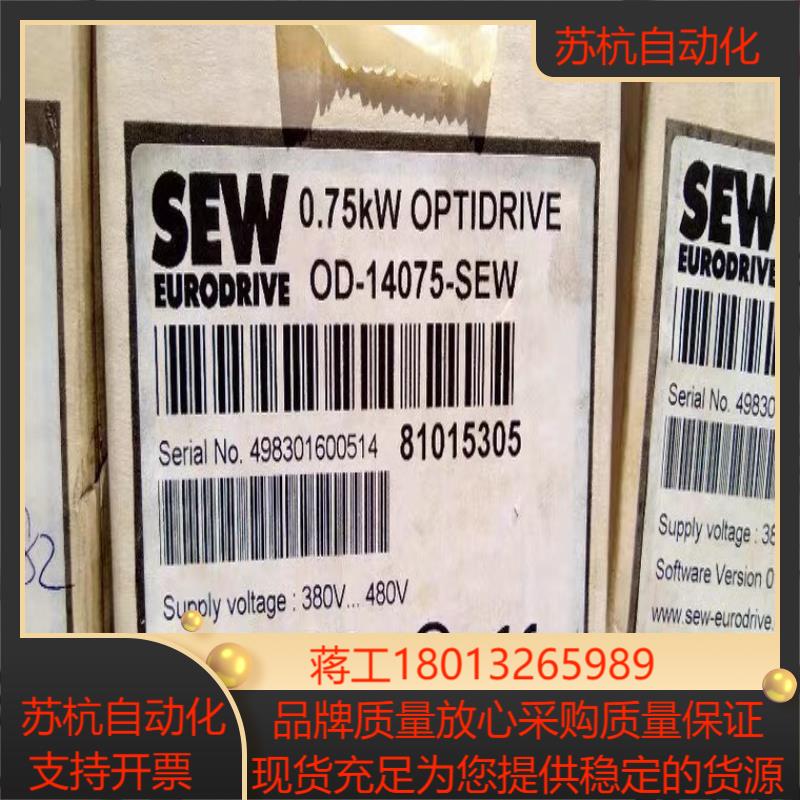 苏杭自动化
SEW
EURODRIVE
0.75kW OPTIDRIVE
OD-14075-SEW
Serial No. 498301600514 81015305
Supply voltage : 380V... 480V
SEW
EURODRIVE
Serial No. 49830
Supply voltage : 38
Software Version 0
www.sew-eurodrive.
蒋工18013265989
苏杭自动化
支持开票
品牌质量放心采购质量保证
现货充足为您提供稳定的货源